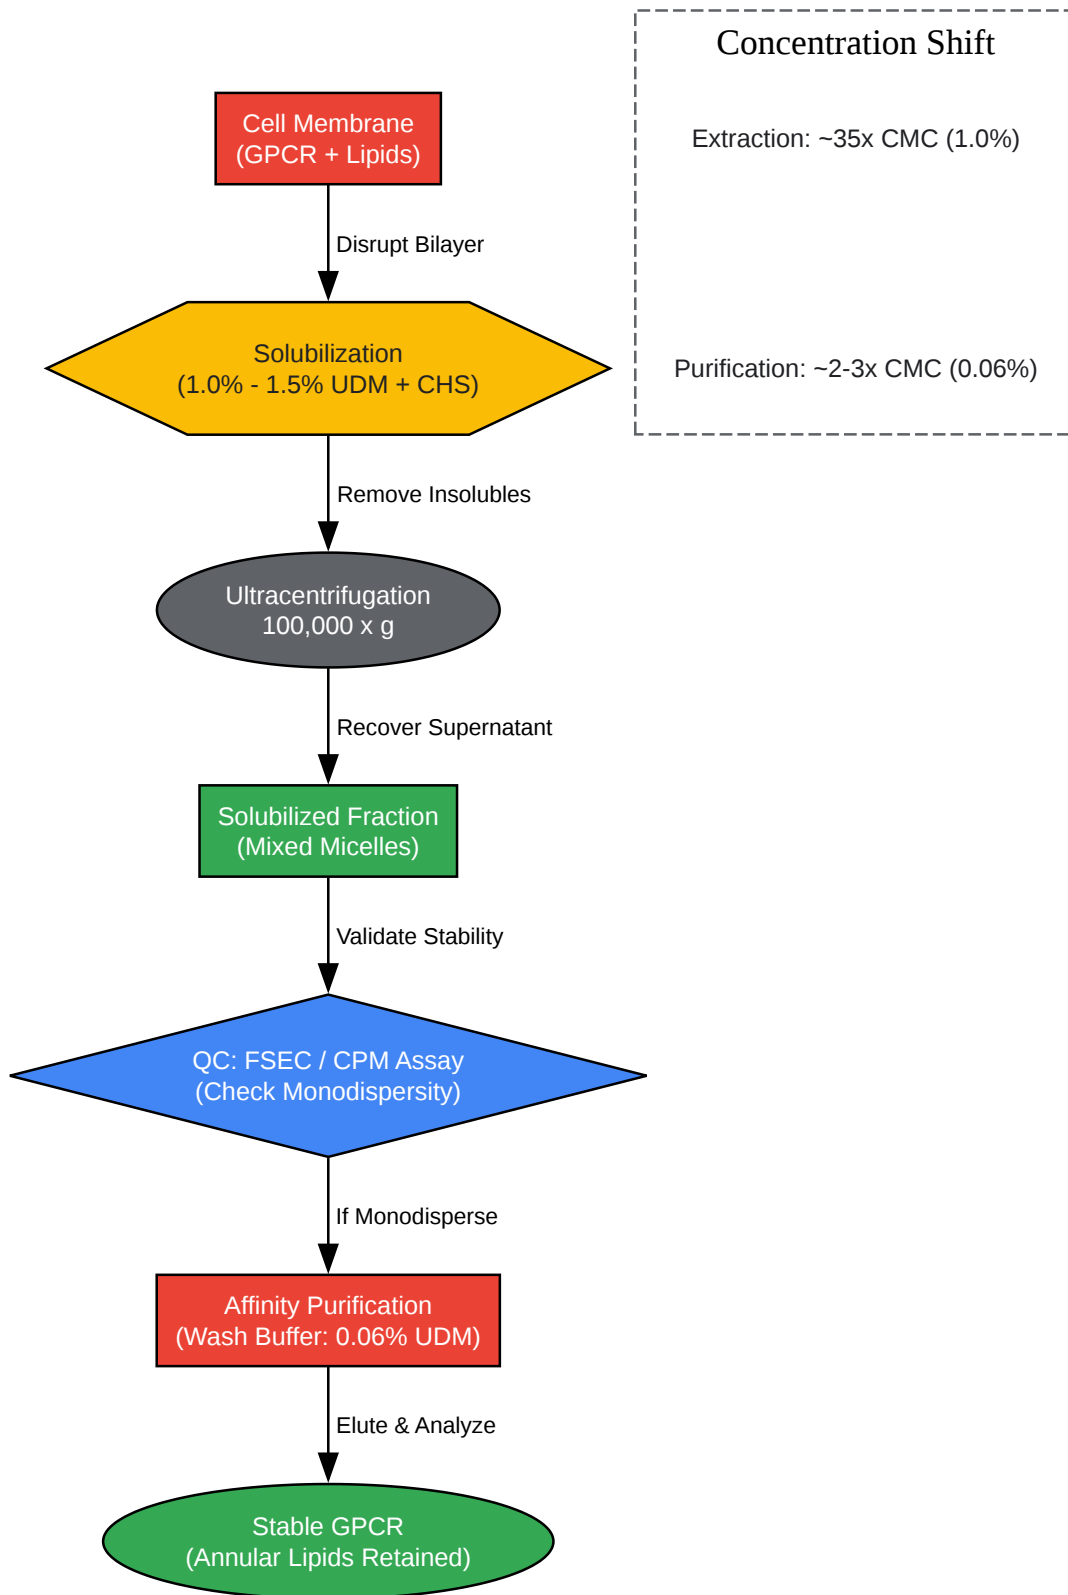 Concentration Shift
Extraction: ~35x CMC (1.0%)
Purification: ~2-3x CMC (0.06%)
Cell Membrane
(GPCR + Lipids)
Disrupt Bilayer
Solubilization
(1.0% - 1.5% UDM + CHS)
Remove Insolubles
Ultracentrifugation
100,000 x g
Recover Supernatant
Solubilized Fraction
(Mixed Micelles)
Validate Stability
QC: FSEC / CPM Assay
(Check Monodispersity)
If Monodisperse
Affinity Purification
(Wash Buffer: 0.06% UDM)
Elute & Analyze
Stable GPCR
(Annular Lipids Retained)